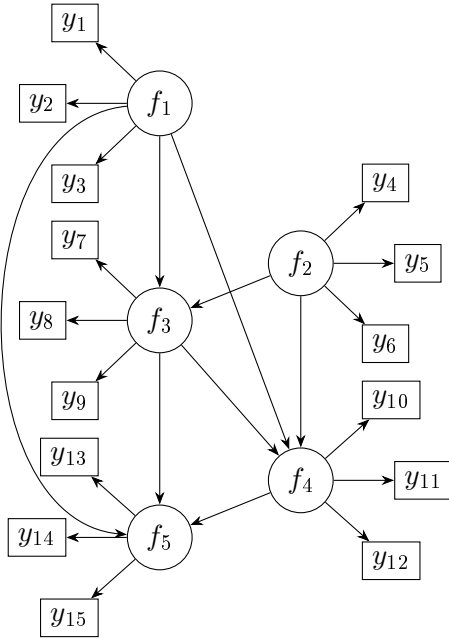 y₁
y₂
f₁
y₃
y₄
y₇
f₂
y₅
y₈
f₃
y₆
y₉
y₁₀
y₁₃
f₄
y₁₁
y₁₄
f₅
y₁₂
y₁₅